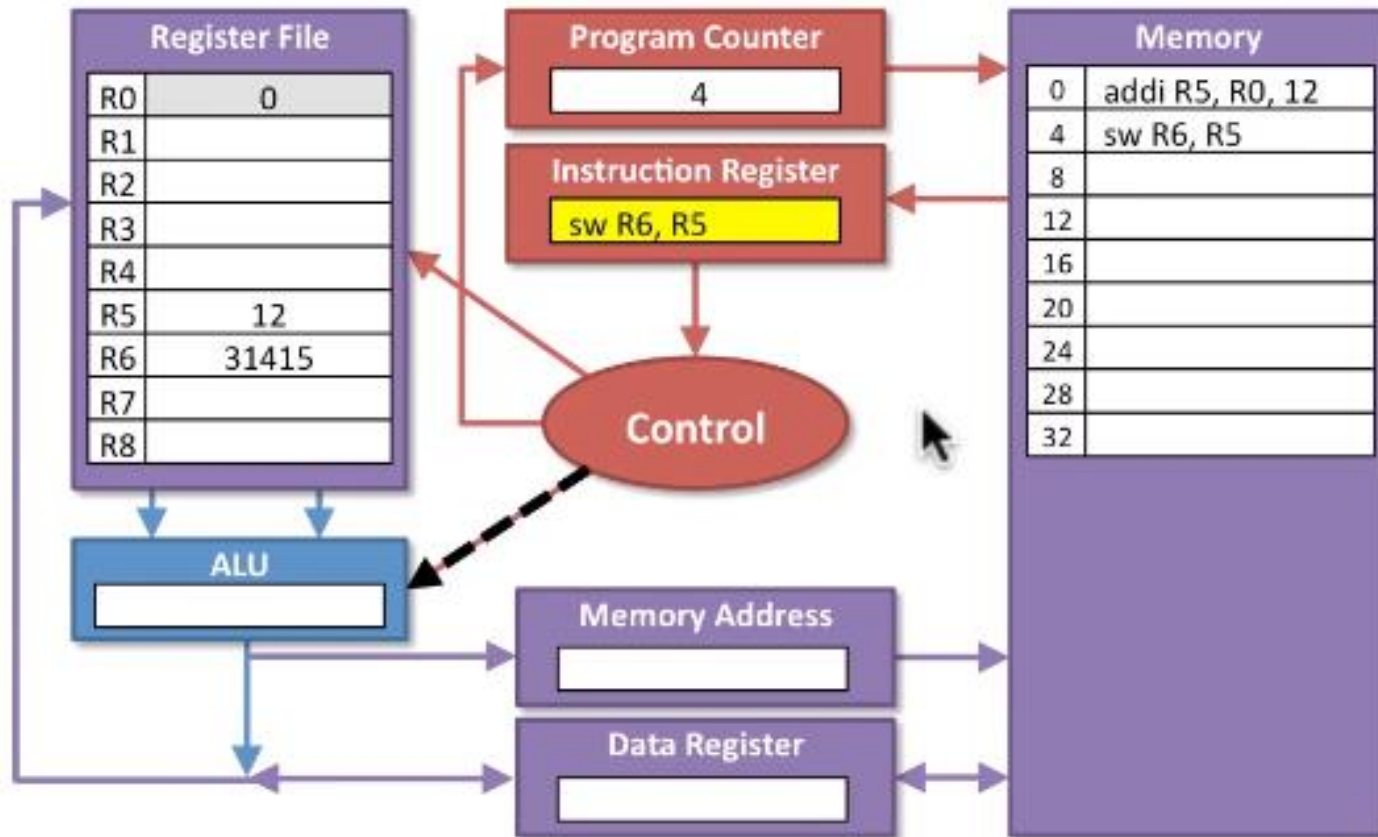 Register File
R0 0
R1
R2
R3
R4
R5 12
R6 31415
R7
R8
ALU
Program Counter
4
Instruction Register
sw R6, R5
Control
Memory Address
Data Register
Memory
0 addi R5, R0, 12
4 sw R6, R5
8
12
16
20
24
28
32